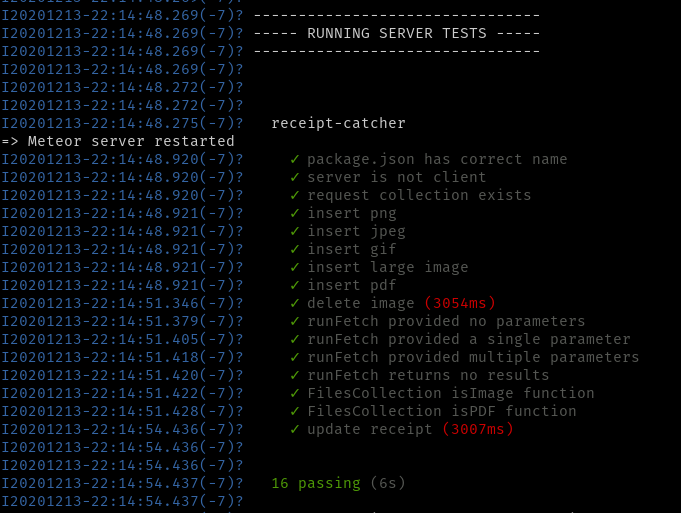 I20201213-22:14:48.269(-7)? --------------------------------
I20201213-22:14:48.269(-7)? ----- RUNNING SERVER TESTS -----
I20201213-22:14:48.269(-7)? --------------------------------
I20201213-22:14:48.269(-7)?
I20201213-22:14:48.272(-7)?
I20201213-22:14:48.272(-7)?
I20201213-22:14:48.275(-7)? receipt-catcher
=> Meteor server restarted
I20201213-22:14:48.920(-7)? ✓ package.json has correct name
I20201213-22:14:48.920(-7)? ✓ server is not client
I20201213-22:14:48.920(-7)? ✓ request collection exists
I20201213-22:14:48.921(-7)? ✓ insert png
I20201213-22:14:48.921(-7)? ✓ insert jpeg
I20201213-22:14:48.921(-7)? ✓ insert gif
I20201213-22:14:48.921(-7)? ✓ insert large image
I20201213-22:14:48.921(-7)? ✓ insert pdf
I20201213-22:14:51.346(-7)? ✓ delete image (3054ms)
I20201213-22:14:51.379(-7)? ✓ runFetch provided no parameters
I20201213-22:14:51.405(-7)? ✓ runFetch provided a single parameter
I20201213-22:14:51.418(-7)? ✓ runFetch provided multiple parameters
I20201213-22:14:51.420(-7)? ✓ runFetch returns no results
I20201213-22:14:51.422(-7)? ✓ FilesCollection isImage function
I20201213-22:14:51.428(-7)? ✓ FilesCollection isPDF function
I20201213-22:14:54.436(-7)? ✓ update receipt (3007ms)
I20201213-22:14:54.436(-7)?
I20201213-22:14:54.436(-7)?
I20201213-22:14:54.437(-7)? 16 passing (6s)
I20201213-22:14:54.437(-7)?